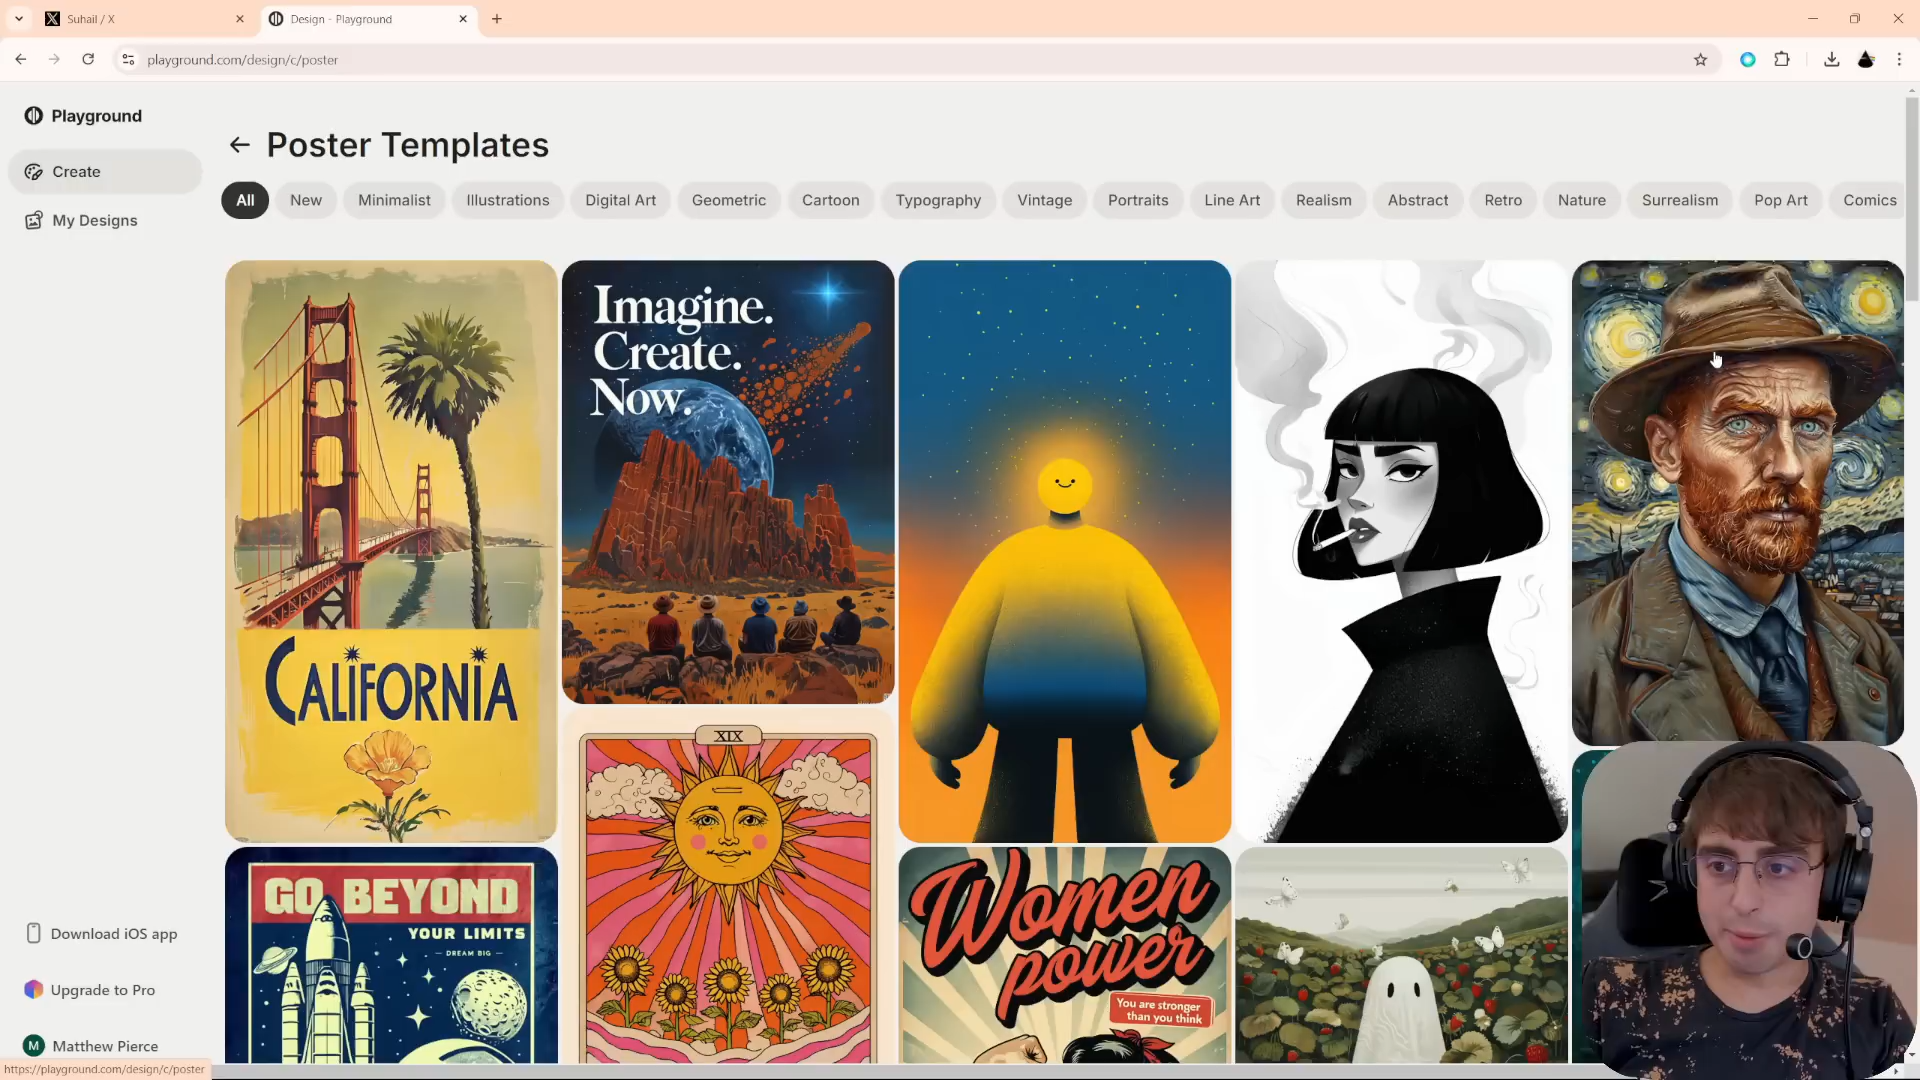 Suhail / X
Design - Playground
playground.com/design/c/poster
Playground
Create
My Designs
Poster Templates
All
New
Minimalist
Illustrations
Digital Art
Geometric
Cartoon
Typography
Vintage
Portraits
Line Art
Realism
Abstract
Retro
Nature
Surrealism
Pop Art
Comics
CALIFORNIA
Imagine.
Create.
Now.
XIX
GO BEYOND
YOUR LIMITS
— DREAM BIG —
Women
power
You are stronger
than you think
Download iOS app
Upgrade to Pro
M
Matthew Pierce
https://playground.com/design/c/poster